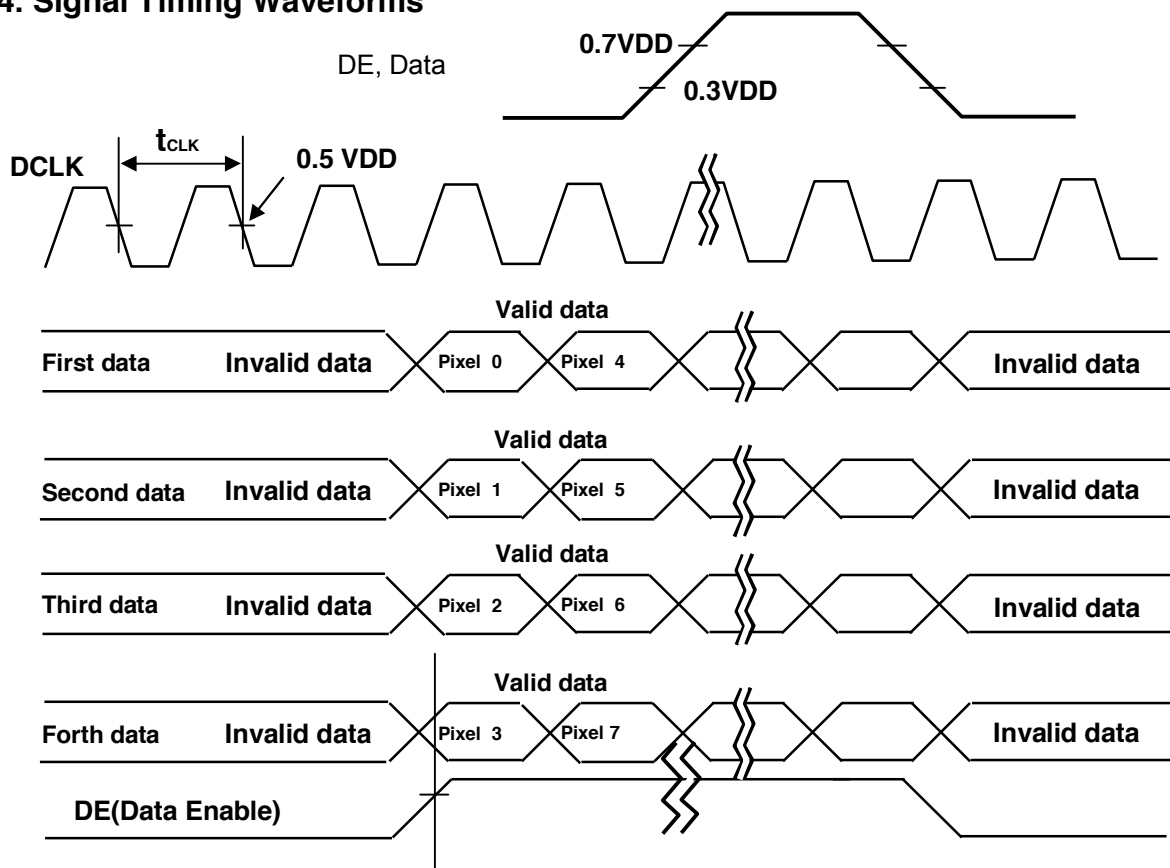 4. Signal Timing Waveforms
0.7VDD
DE, Data
0.3VDD
tCLK
0.5 VDD
DCLK
Valid data
First data Invalid data Pixel 0 Pixel 4 Invalid data
Valid data
Second data Invalid data Pixel 1 Pixel 5 Invalid data
Valid data
Third data Invalid data Pixel 2 Pixel 6 Invalid data
Valid data
Forth data Invalid data Pixel 3 Pixel 7 Invalid data
DE(Data Enable)